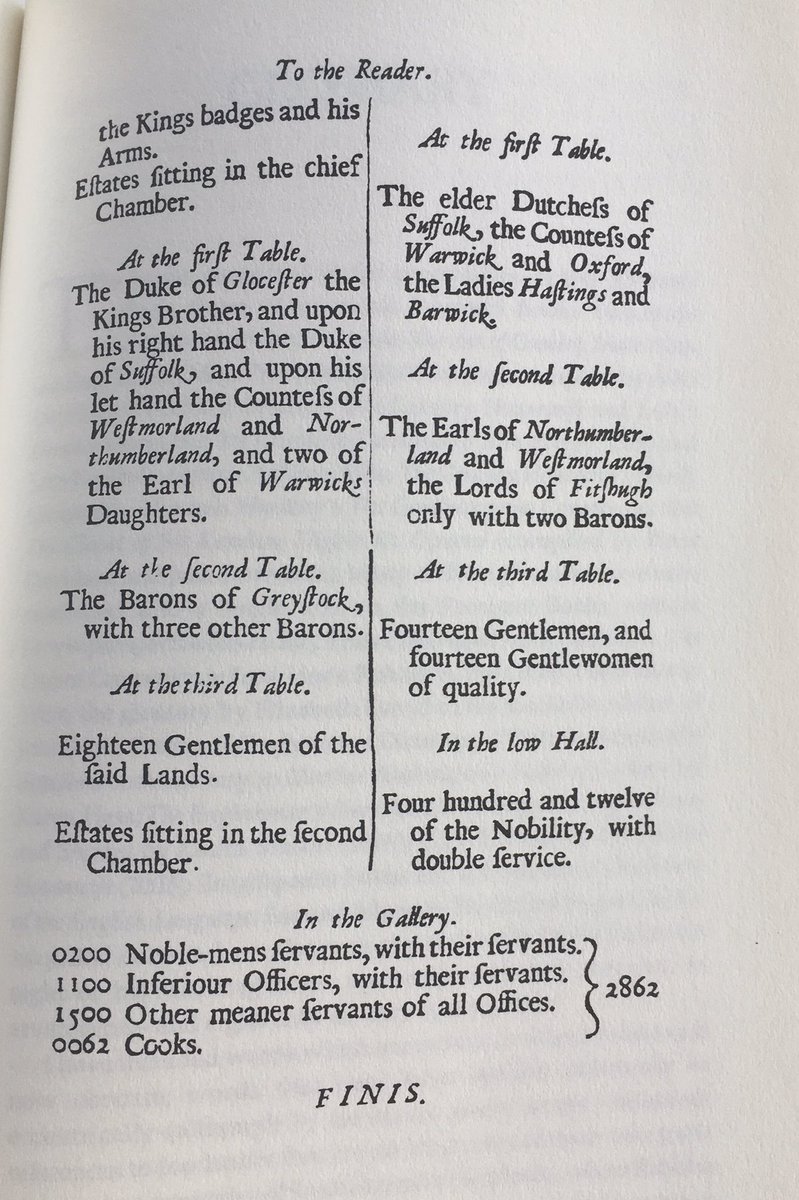 To the Reader.
the Kings badges and his
Arms.
Eſtates ſitting in the chief
Chamber.
At the firſt Table.
The Duke of Gloceſter the
Kings Brother, and upon
his right hand the Duke
of Suffolk, and upon his
let hand the Counteſs of
Weſtmorland and Nor-
thumberland, and two of
the Earl of Warwicks
Daughters.
At the ſecond Table.
The Barons of Greyſtock,
with three other Barons.
At the third Table.
Eighteen Gentlemen of the
ſaid Lands.
Eſtates ſitting in the ſecond
Chamber.
At the firſt Table.
The elder Dutcheſs of
Suffolk, the Counteſs of
Warwick and Oxford,
the Ladies Haſtings and
Barwick.
At the ſecond Table.
The Earls of Northumber-
land and Weſtmorland,
the Lords of Fitſhugh
only with two Barons.
At the third Table.
Fourteen Gentlemen, and
fourteen Gentlewomen
of quality.
In the low Hall.
Four hundred and twelve
of the Nobility, with
double ſervice.
In the Gallery.
0200 Noble-mens ſervants, with their ſervants.
1100 Inferiour Officers, with their ſervants.
1500 Other meaner ſervants of all Offices.
0062 Cooks.
2862
FINIS.